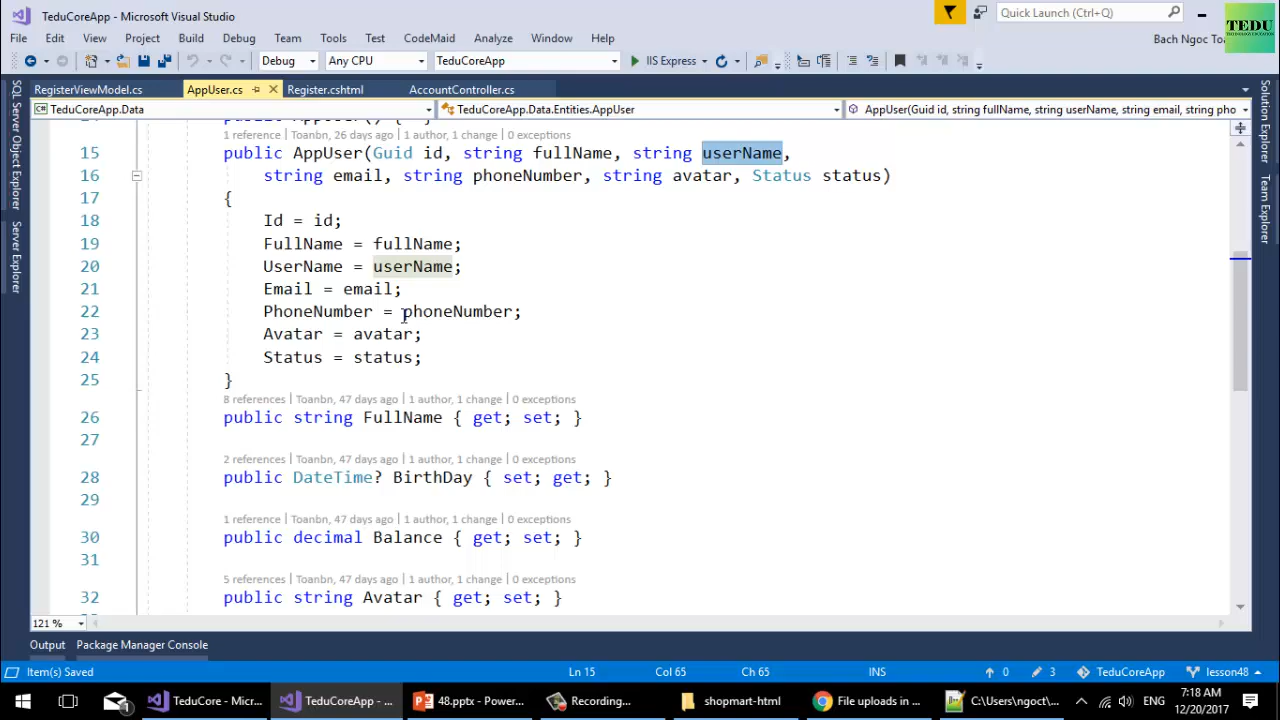 TeduCoreApp - Microsoft Visual Studio
Quick Launch (Ctrl+Q)
TEDU
File Edit View Project Build Debug Team Tools Test CodeMaid Analyze Window Help
Bach Ngoc Toa
Debug Any CPU TeduCoreApp IIS Express
RegisterViewModel.cs AppUser.cs Register.cshtml AccountController.cs
TeduCoreApp.Data TeduCoreApp.Data.Entities.AppUser AppUser(Guid id, string fullName, string userName, string email, string pho
SQL Server Object Explorer
Server Explorer
Solution Explorer
Team Explorer
1 reference | Toanbn, 26 days ago | 1 author, 1 change | 0 exceptions
15 public AppUser(Guid id, string fullName, string userName,
16 string email, string phoneNumber, string avatar, Status status)
17 {
18 Id = id;
19 FullName = fullName;
20 UserName = userName;
21 Email = email;
22 PhoneNumber = phoneNumber;
23 Avatar = avatar;
24 Status = status;
25 }
8 references | Toanbn, 47 days ago | 1 author, 1 change | 0 exceptions
26 public string FullName { get; set; }
27
2 references | Toanbn, 47 days ago | 1 author, 1 change | 0 exceptions
28 public DateTime? BirthDay { set; get; }
29
1 reference | Toanbn, 47 days ago | 1 author, 1 change | 0 exceptions
30 public decimal Balance { get; set; }
31
5 references | Toanbn, 47 days ago | 1 author, 1 change | 0 exceptions
32 public string Avatar { get; set; }
121 %
Output Package Manager Console
Item(s) Saved Ln 15 Col 65 Ch 65 INS 0 3 TeduCoreApp lesson48
TeduCore - Micr... TeduCoreApp - ... 48.pptx - Power... Recording... shopmart-html File uploads in ... C:\Users\ngoct\... ENG 7:18 AM
12/20/2017